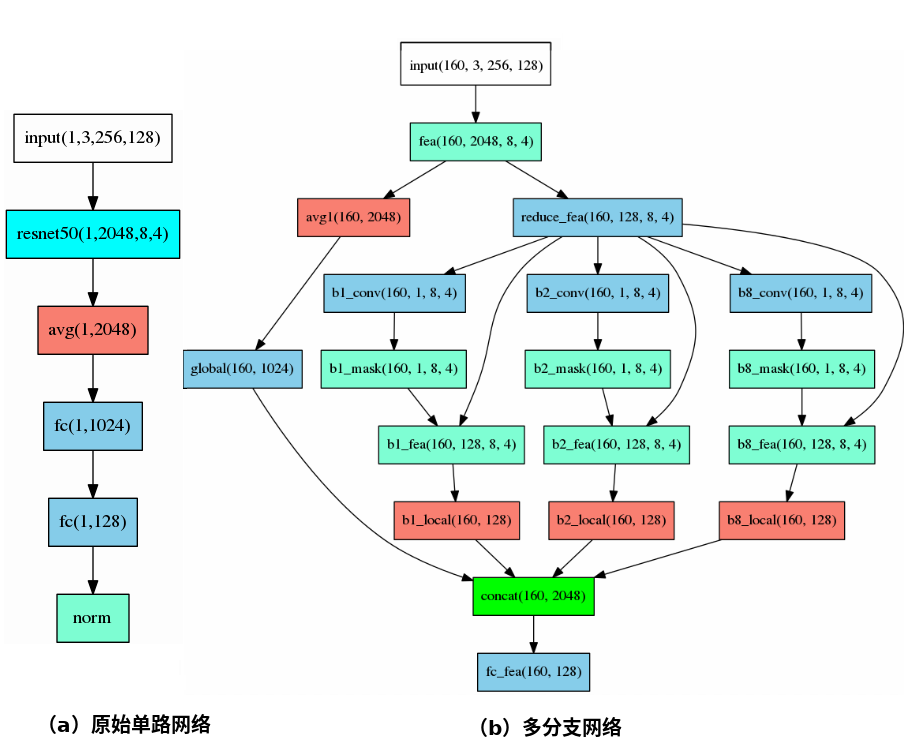 input(1,3,256,128)
resnet50(1,2048,8,4)
avg(1,2048)
fc(1,1024)
fc(1,128)
norm
（a）原始单路网络
input(160, 3, 256, 128)
fea(160, 2048, 8, 4)
avg1(160, 2048)
reduce_fea(160, 128, 8, 4)
b1_conv(160, 1, 8, 4)
b2_conv(160, 1, 8, 4)
b8_conv(160, 1, 8, 4)
global(160, 1024)
b1_mask(160, 1, 8, 4)
b2_mask(160, 1, 8, 4)
b8_mask(160, 1, 8, 4)
b1_fea(160, 128, 8, 4)
b2_fea(160, 128, 8, 4)
b8_fea(160, 128, 8, 4)
b1_local(160, 128)
b2_local(160, 128)
b8_local(160, 128)
concat(160, 2048)
fc_fea(160, 128)
（b）多分支网络